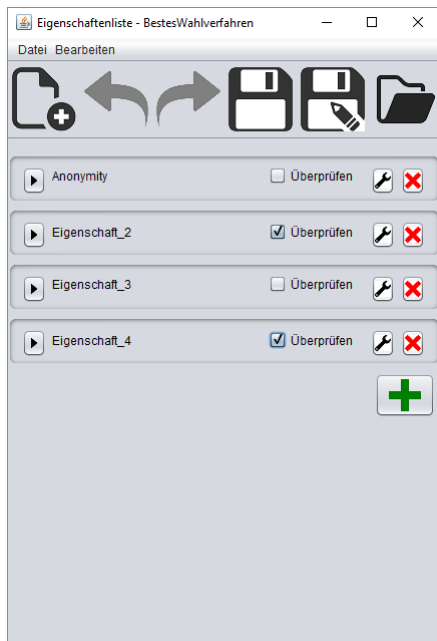 Eigenschaftenliste - BestesWahlverfahren
Datei Bearbeiten
Anonymity Überprüfen
Eigenschaft_2 Überprüfen
Eigenschaft_3 Überprüfen
Eigenschaft_4 Überprüfen